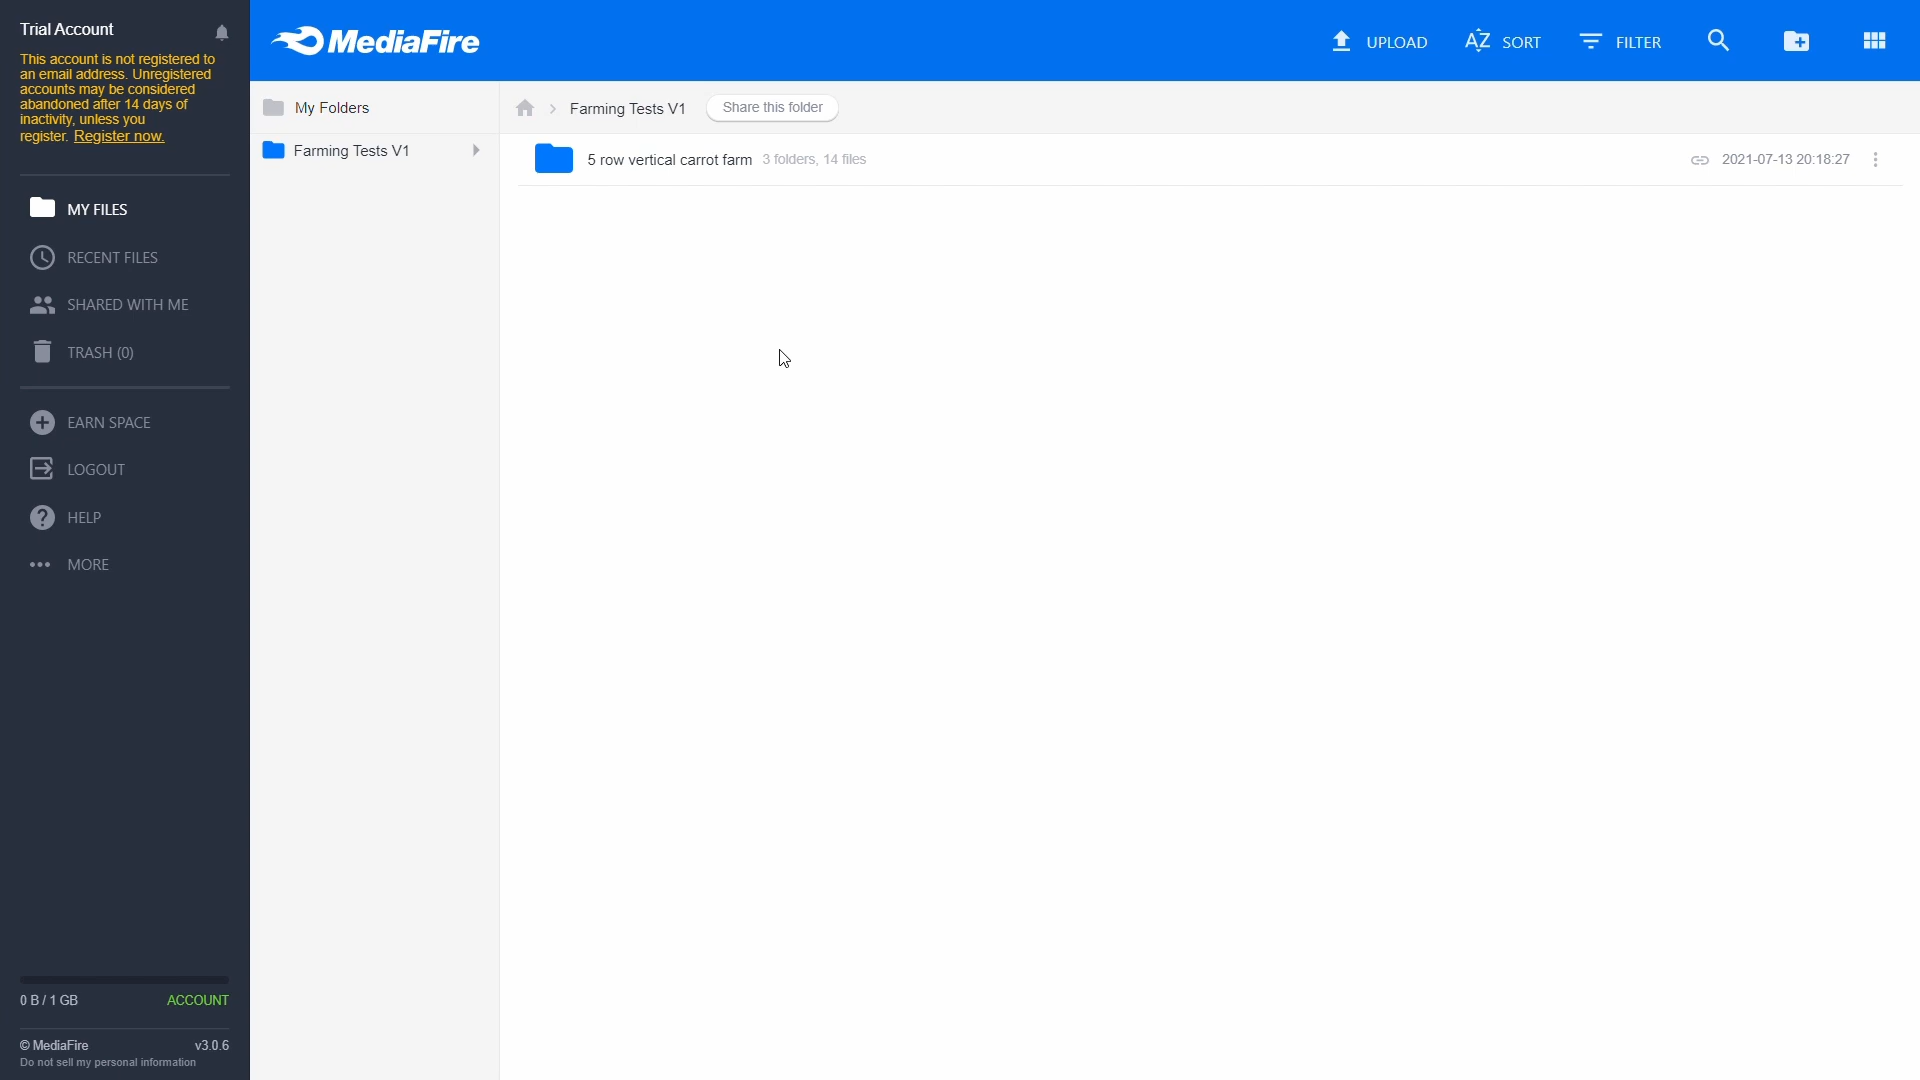 Trial Account
This account is not registered to
an email address. Unregistered
accounts may be considered
abandoned after 14 days of
inactivity, unless you
register. Register now.
MY FILES
RECENT FILES
SHARED WITH ME
TRASH (0)
EARN SPACE
LOGOUT
HELP
MORE
0 B / 1 GB ACCOUNT
© MediaFire v3.0.6
Do not sell my personal information
MediaFire
UPLOAD
AZ SORT
FILTER
My Folders
Farming Tests V1
Farming Tests V1 Share this folder
5 row vertical carrot farm 3 folders, 14 files 2021-07-13 20:18:27